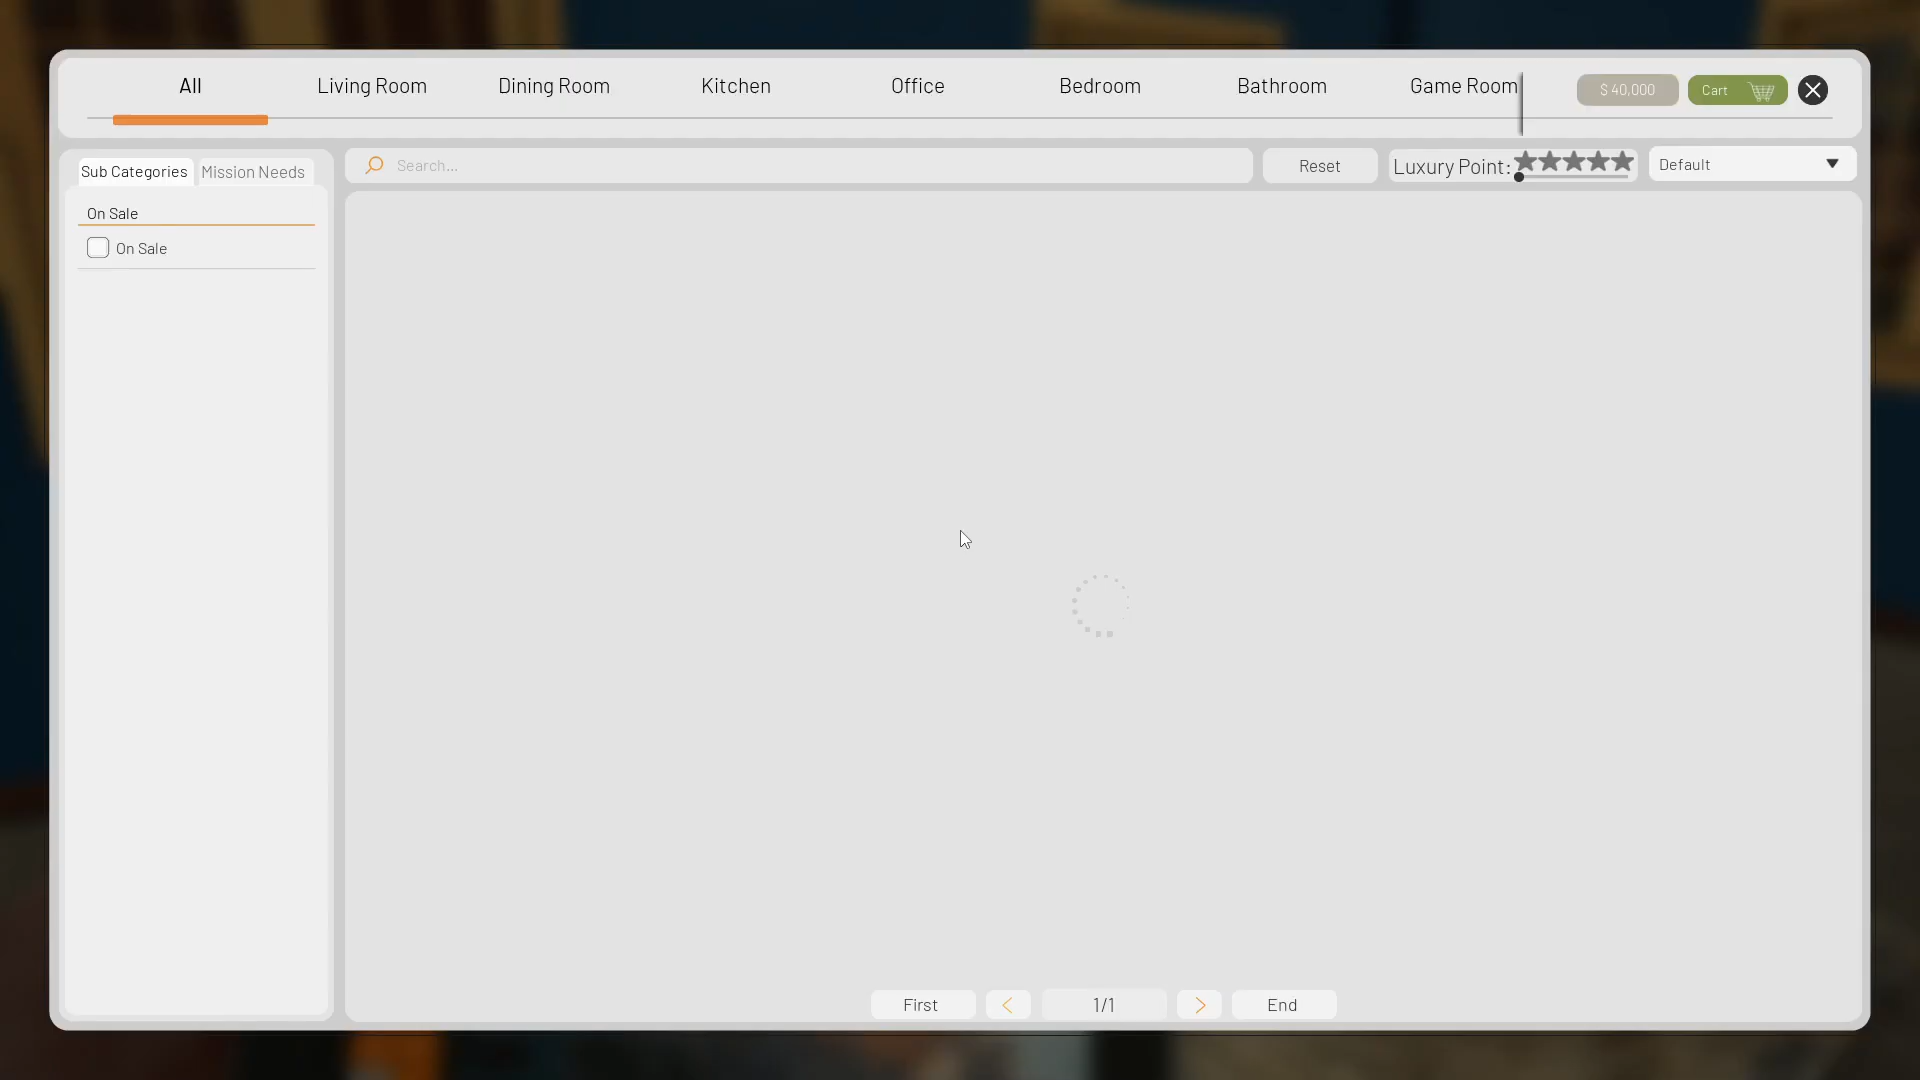 All
Living Room
Dining Room
Kitchen
Office
Bedroom
Bathroom
Game Room
$ 40,000
Cart
Sub Categories
Mission Needs
Search...
Reset
Luxury Point:
Default
On Sale
On Sale
First
1/1
End